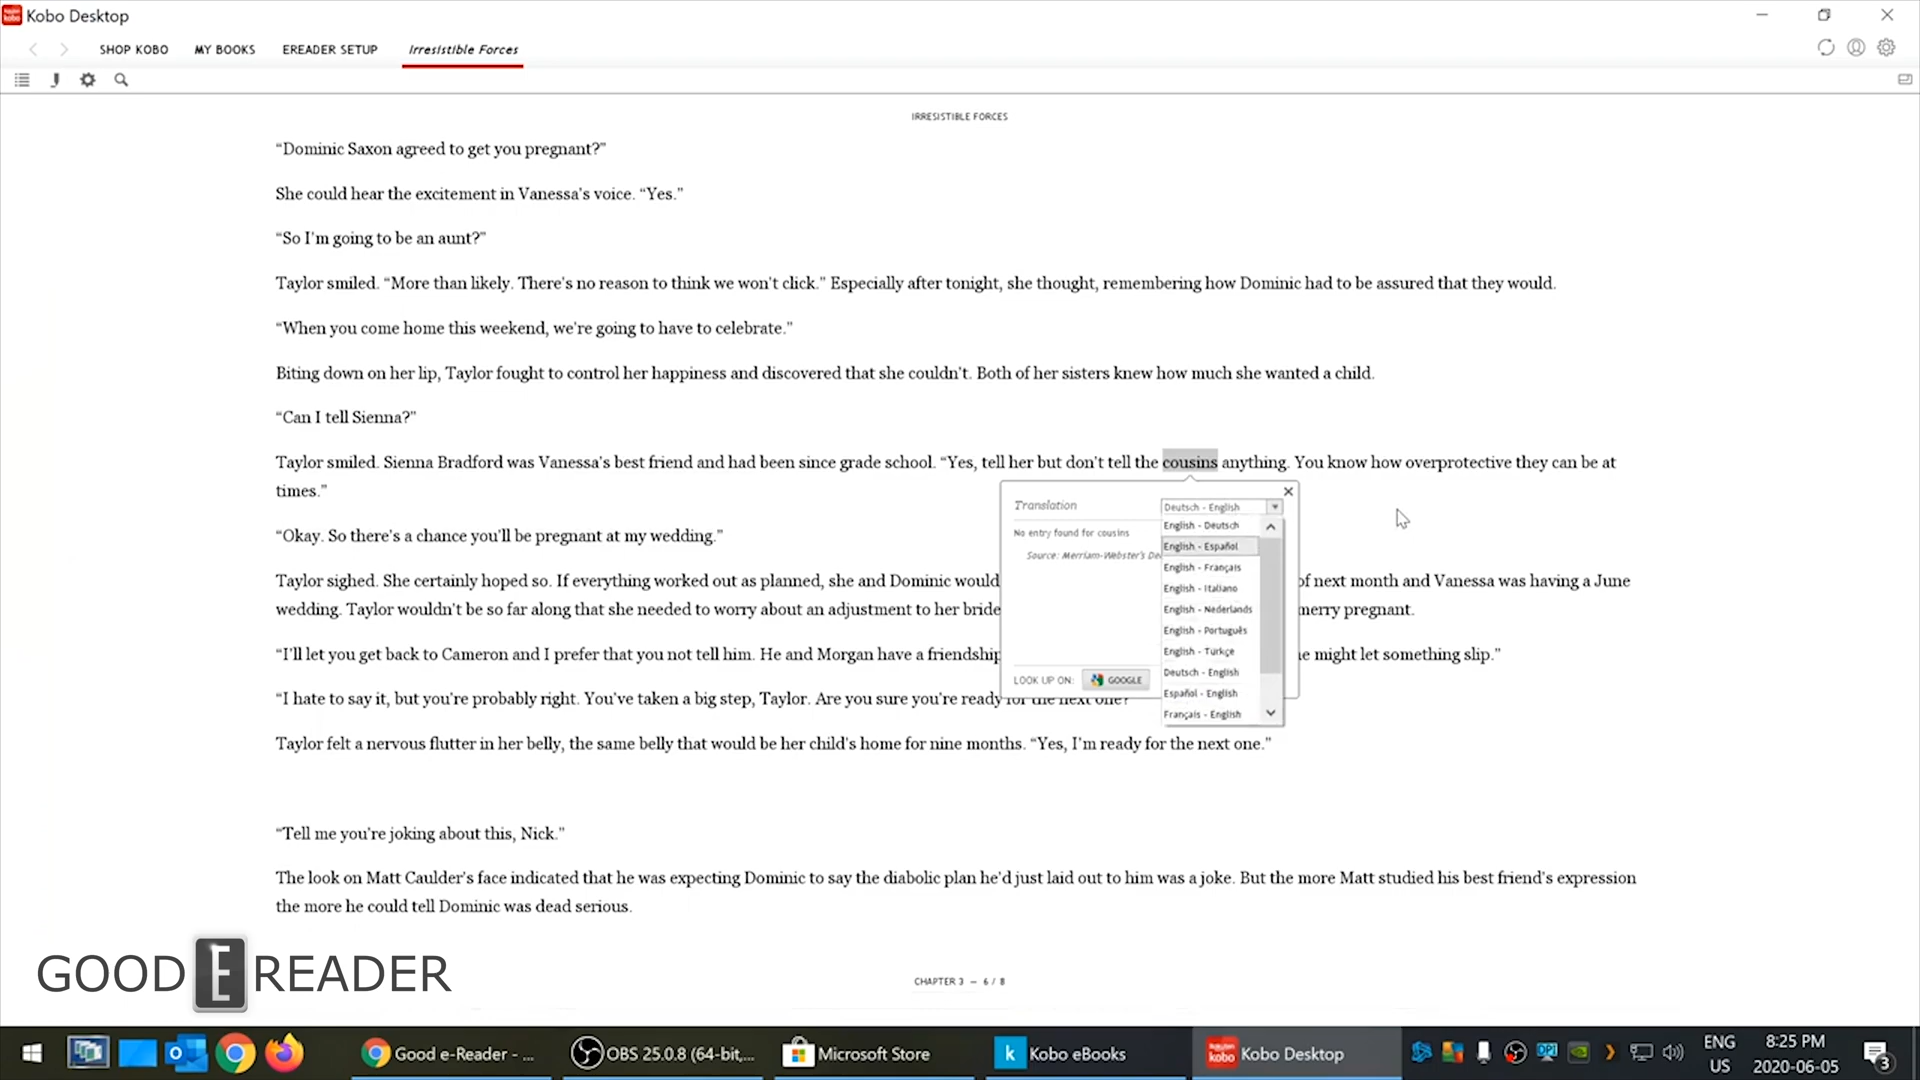 Kobo Desktop
SHOP KOBO MY BOOKS EREADER SETUP Irresistible Forces
IRRESISTIBLE FORCES
“Dominic Saxon agreed to get you pregnant?”
She could hear the excitement in Vanessa's voice. “Yes.”
“So I'm going to be an aunt?”
Taylor smiled. “More than likely. There's no reason to think we won't click.” Especially after tonight, she thought, remembering how Dominic had to be assured that they would.
“When you come home this weekend, we're going to have to celebrate.”
Biting down on her lip, Taylor fought to control her happiness and discovered that she couldn't. Both of her sisters knew how much she wanted a child.
“Can I tell Sienna?”
Taylor smiled. Sienna Bradford was Vanessa's best friend and had been since grade school. “Yes, tell her but don't tell the cousins anything. You know how overprotective they can be at
times.”
“Okay. So there's a chance you'll be pregnant at my wedding.”
Taylor sighed. She certainly hoped so. If everything worked out as planned, she and Dominic would of next month and Vanessa was having a June
wedding. Taylor wouldn't be so far along that she needed to worry about an adjustment to her bride merry pregnant.
“I'll let you get back to Cameron and I prefer that you not tell him. He and Morgan have a friendship e might let something slip.”
“I hate to say it, but you're probably right. You've taken a big step, Taylor. Are you sure you're ready for the next one?
Taylor felt a nervous flutter in her belly, the same belly that would be her child's home for nine months. “Yes, I'm ready for the next one.”
Translation
Deutsch - English
No entry found for cousins
Source: Merriam-Webster's De
English - Deutsch
English - Español
English - Français
English - Italiano
English - Nederlands
English - Português
English - Türkçe
Deutsch - English
Español - English
Français - English
LOOK UP ON: GOOGLE
“Tell me you're joking about this, Nick.”
The look on Matt Caulder's face indicated that he was expecting Dominic to say the diabolic plan he'd just laid out to him was a joke. But the more Matt studied his best friend's expression
the more he could tell Dominic was dead serious.
GOOD E READER
CHAPTER 3 – 6 / 8
Good e-Reader - ...
OBS 25.0.8 (64-bit,...
Microsoft Store
k Kobo eBooks
Kobo Desktop
ENG
US
8:25 PM
2020-06-05
3